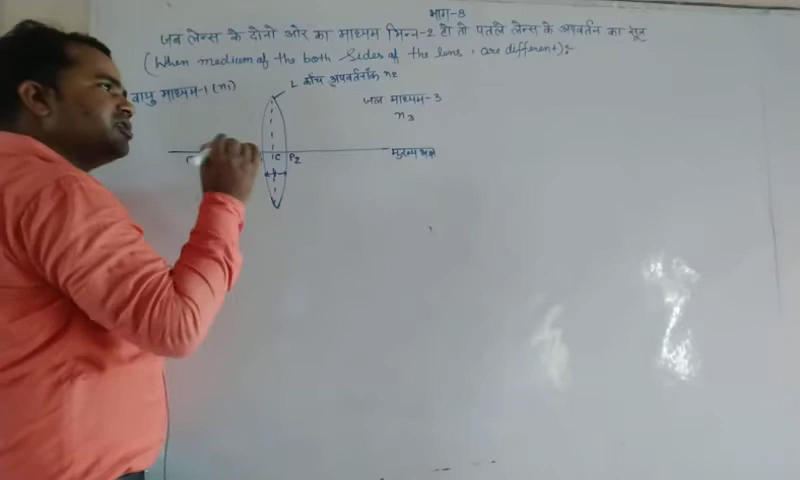 भाग-8
जब लेन्स के दोनो ओर का माध्यम भिन्न-2 हो तो पतले लेन्स के अपवर्तन का सूत्र
(When medium of the both Sides of the lens, are different):-
L काँच अपवर्तनाँक n2
वायु माध्यम-1 (n1)
जल माध्यम-3
n3
C P2 मुख्य अक्ष